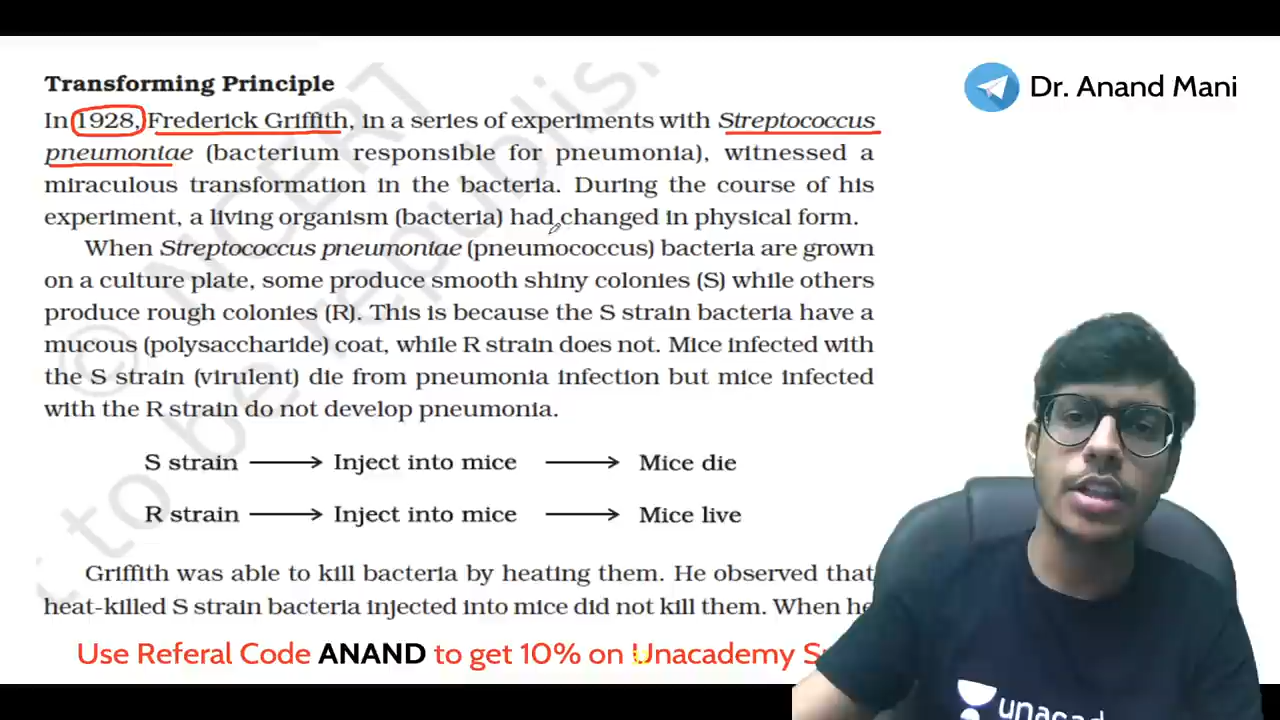 Transforming Principle
In 1928, Frederick Griffith, in a series of experiments with Streptococcus
pneumoniae (bacterium responsible for pneumonia), witnessed a
miraculous transformation in the bacteria. During the course of his
experiment, a living organism (bacteria) had changed in physical form.
When Streptococcus pneumoniae (pneumococcus) bacteria are grown
on a culture plate, some produce smooth shiny colonies (S) while others
produce rough colonies (R). This is because the S strain bacteria have a
mucous (polysaccharide) coat, while R strain does not. Mice infected with
the S strain (virulent) die from pneumonia infection but mice infected
with the R strain do not develop pneumonia.
S strain → Inject into mice → Mice die
R strain → Inject into mice → Mice live
Griffith was able to kill bacteria by heating them. He observed that
heat-killed S strain bacteria injected into mice did not kill them. When he
Use Referal Code ANAND to get 10% on Unacademy
Dr. Anand Mani
© NCERT
to be republis